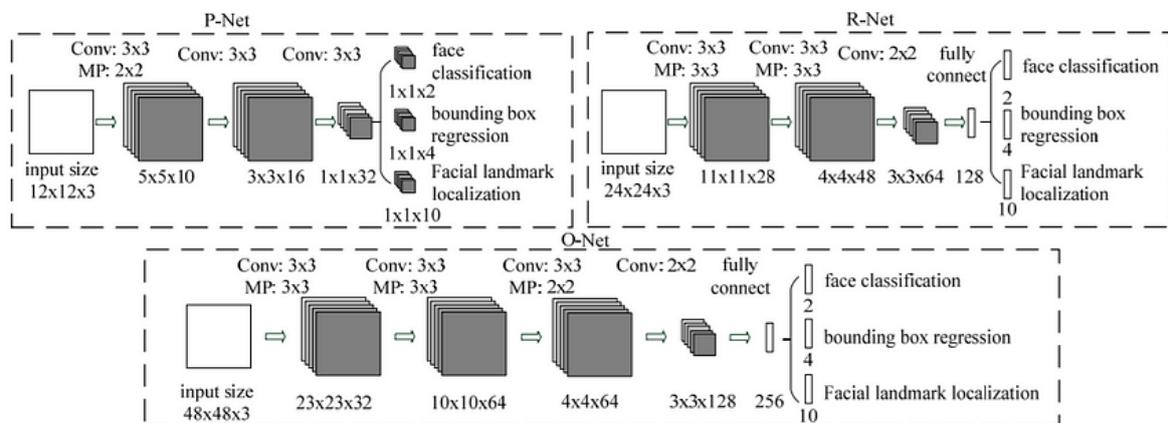 P-Net
Conv: 3x3
MP: 2x2
Conv: 3x3
Conv: 3x3
face
classification
1x1x2
bounding box
regression
1x1x4
Facial landmark
localization
1x1x10
input size
12x12x3
5x5x10
3x3x16
1x1x32
R-Net
Conv: 3x3
MP: 3x3
Conv: 3x3
MP: 3x3
Conv: 2x2
fully
connect
face classification
2
bounding box
regression
4
Facial landmark
localization
10
input size
24x24x3
11x11x28
4x4x48
3x3x64
128
O-Net
Conv: 3x3
MP: 3x3
Conv: 3x3
MP: 3x3
Conv: 3x3
MP: 2x2
Conv: 2x2
fully
connect
face classification
2
bounding box regression
4
Facial landmark localization
10
input size
48x48x3
23x23x32
10x10x64
4x4x64
3x3x128
256